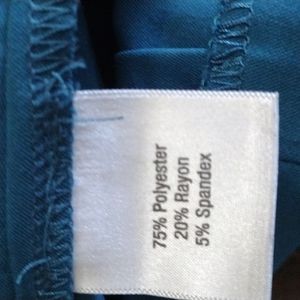 75% Polyester
20% Rayon
5% Spandex